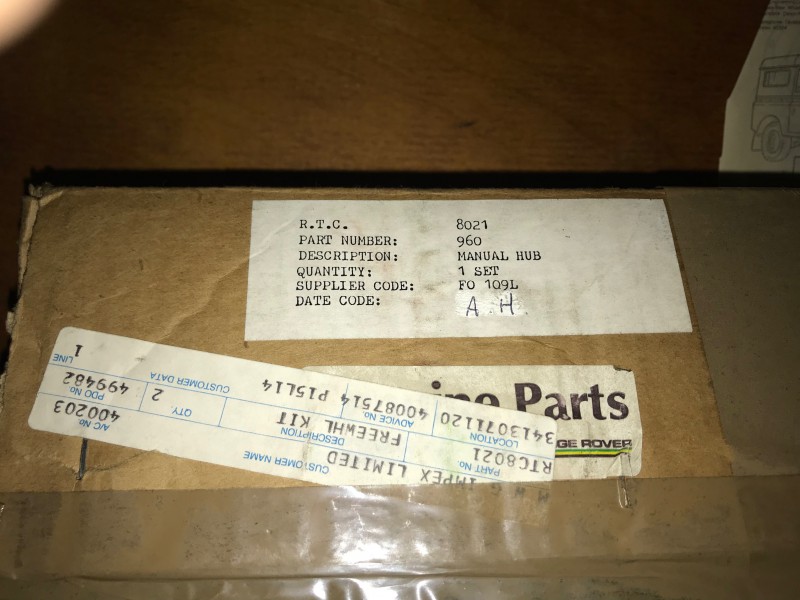 R.T.C. 8021
PART NUMBER: 960
DESCRIPTION: MANUAL HUB
QUANTITY: 1 SET
SUPPLIER CODE: FO 109L
DATE CODE: A H
Parts
GE ROVER
CUSTOMER NAME
IMPEX LIMITED
A/C No.
400203
QTY.
2
DESCRIPTION
FREEWHL KIT
PART No.
RTC8021
PDO No.
499482
CUSTOMER DATA
P15L14
ADVICE No.
40087514
LOCATION
3413071120
LINE
1